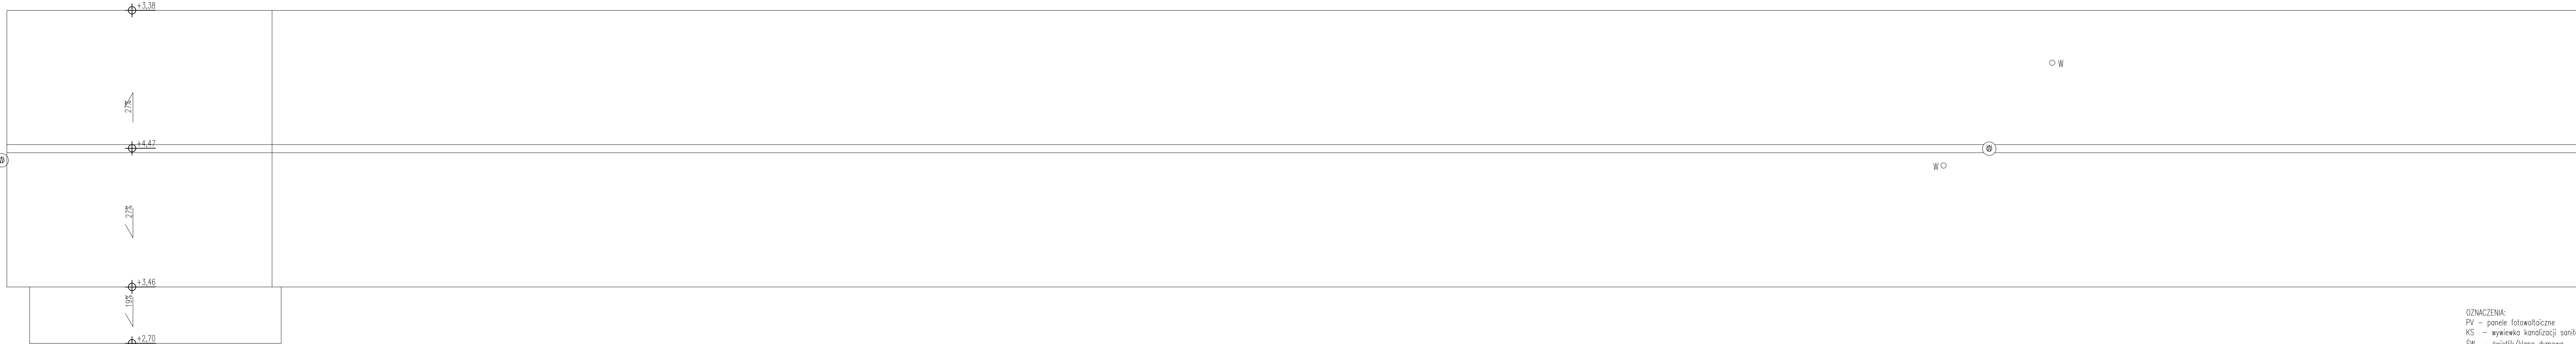 +3,38
W
27%
+4,47
W
W
W
27%
+3,46
19%
OZNACZENIA:
PV – panele fotowoltaiczne
KS – wywiewka kanalizacji
+2,70